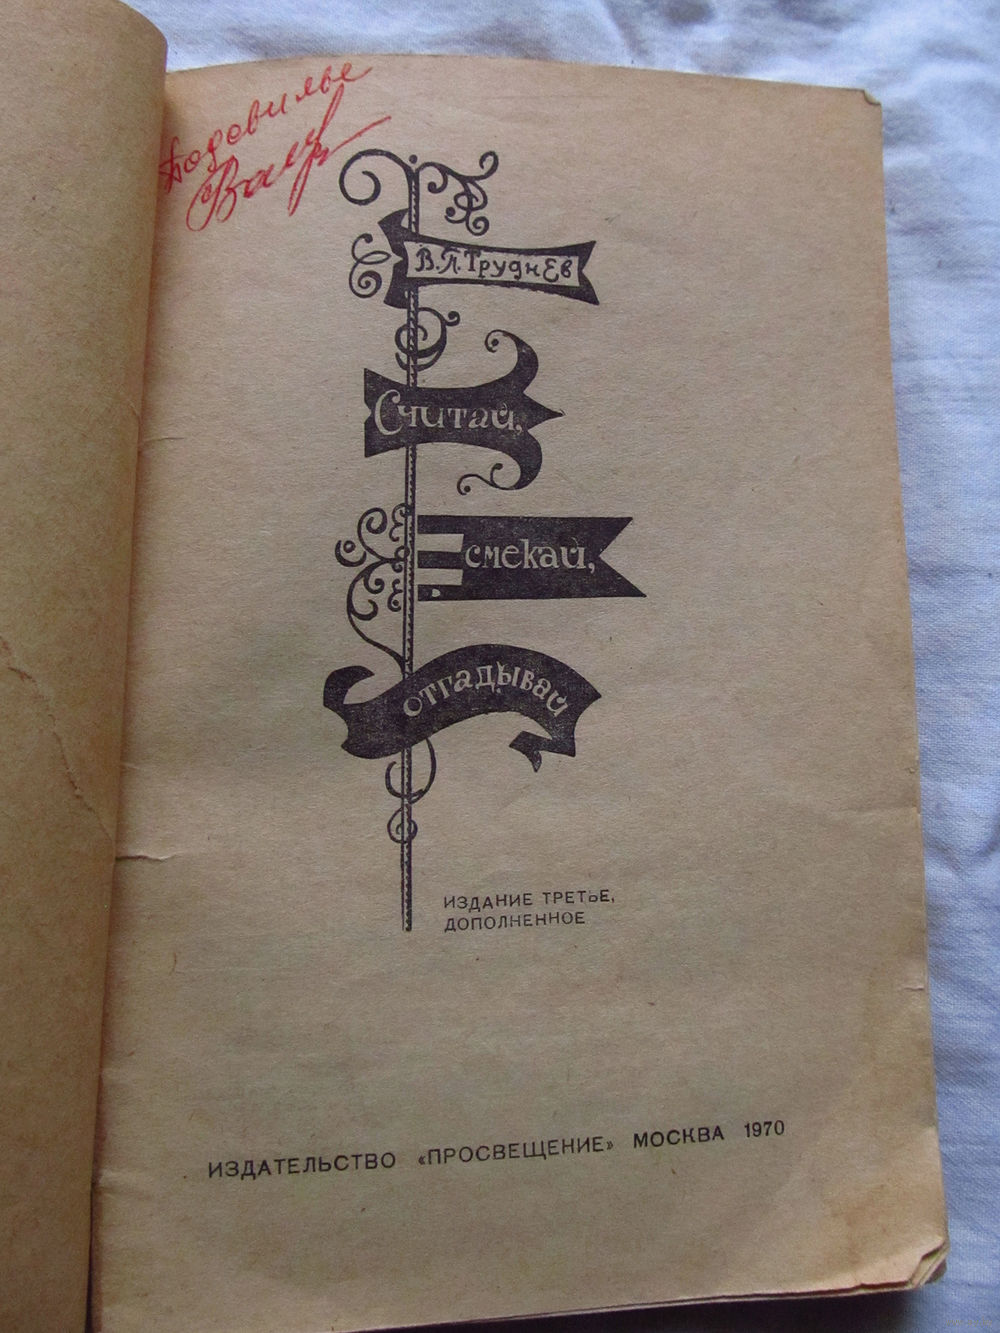 В.П. Труднев
Считай,
смекай,
отгадывай
ИЗДАНИЕ ТРЕТЬЕ,
ДОПОЛНЕННОЕ
ИЗДАТЕЛЬСТВО «ПРОСВЕЩЕНИЕ» МОСКВА 1970